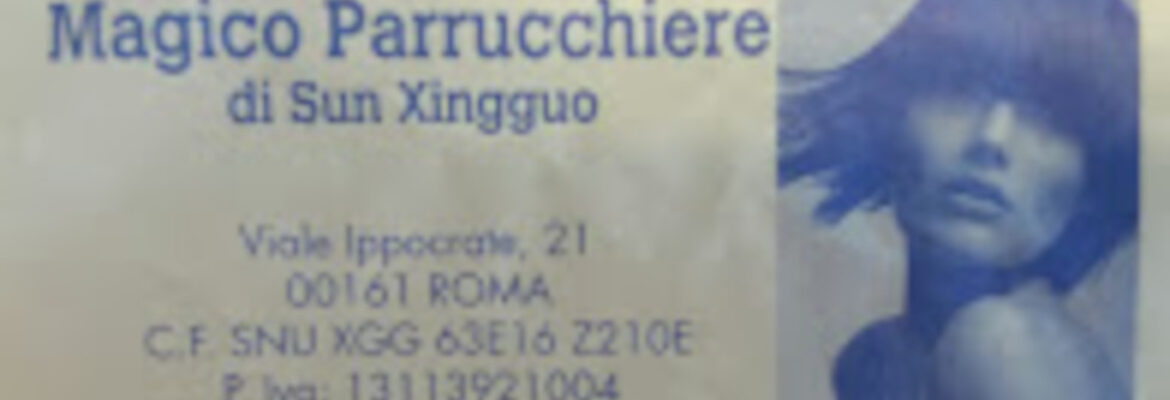 Magico Parrucchiere
di Sun Xingguo
Viale Ippocrate, 21
00161 ROMA
C.F. SNU XGG 63E16 Z210E
P. Iva: 13113921004